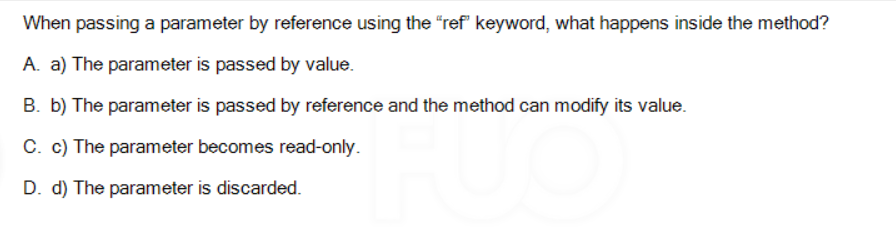 When passing a parameter by reference using the “ref” keyword, what happens inside the method?
A. a) The parameter is passed by value.
B. b) The parameter is passed by reference and the method can modify its value.
C. c) The parameter becomes read-only.
D. d) The parameter is discarded.
FUO